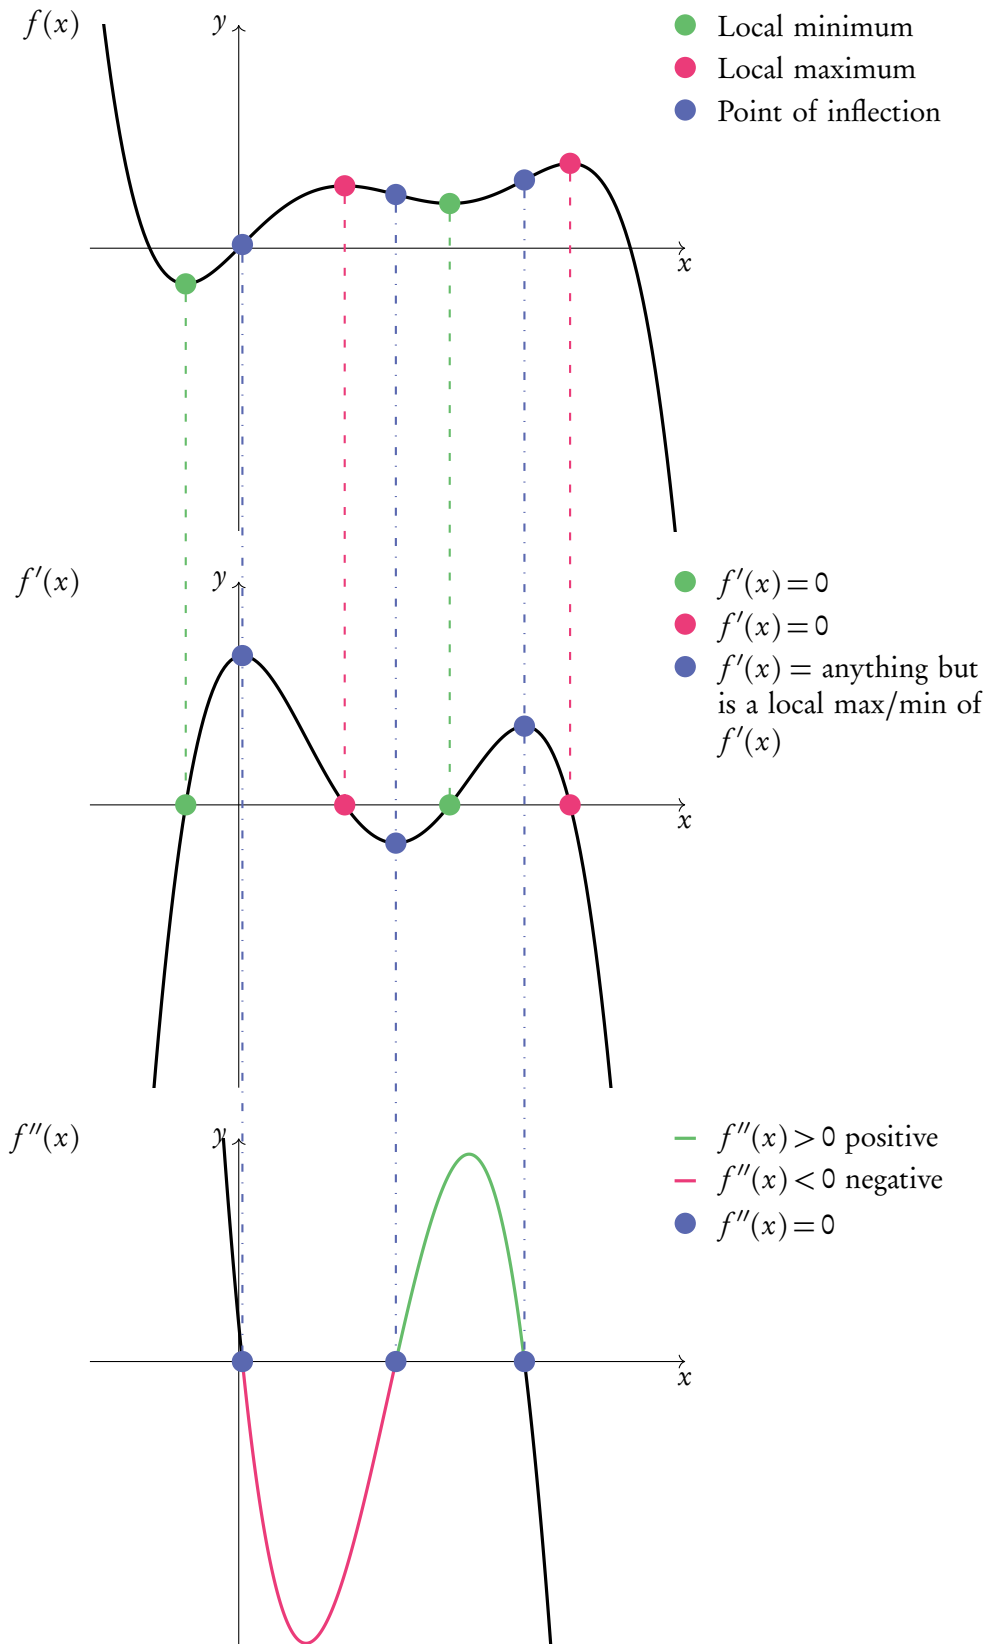 f(x)
y
Local minimum
Local maximum
Point of inflection
x
f′(x)
y
f′(x) = 0
f′(x) = 0
f′(x) = anything but
is a local max/min of
f′(x)
x
f″(x)
y
f″(x) > 0 positive
f″(x) < 0 negative
f″(x) = 0
x